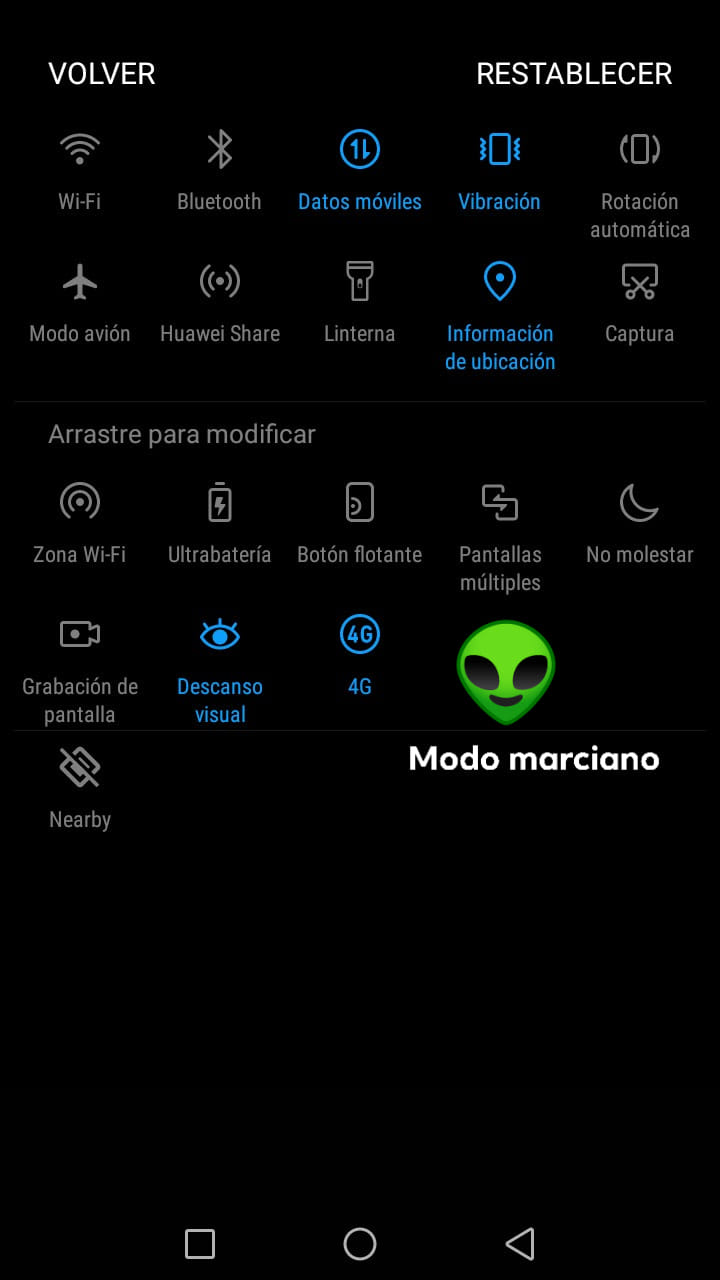 VOLVER
RESTABLECER
Wi-Fi
Bluetooth
Datos móviles
Vibración
Rotación
automática
Modo avión
Huawei Share
Linterna
Información
de ubicación
Captura
Arrastre para modificar
Zona Wi-Fi
Ultrabatería
Botón flotante
Pantallas
múltiples
No molestar
Grabación de
pantalla
Descanso
visual
4G
4G
Modo marciano
Nearby